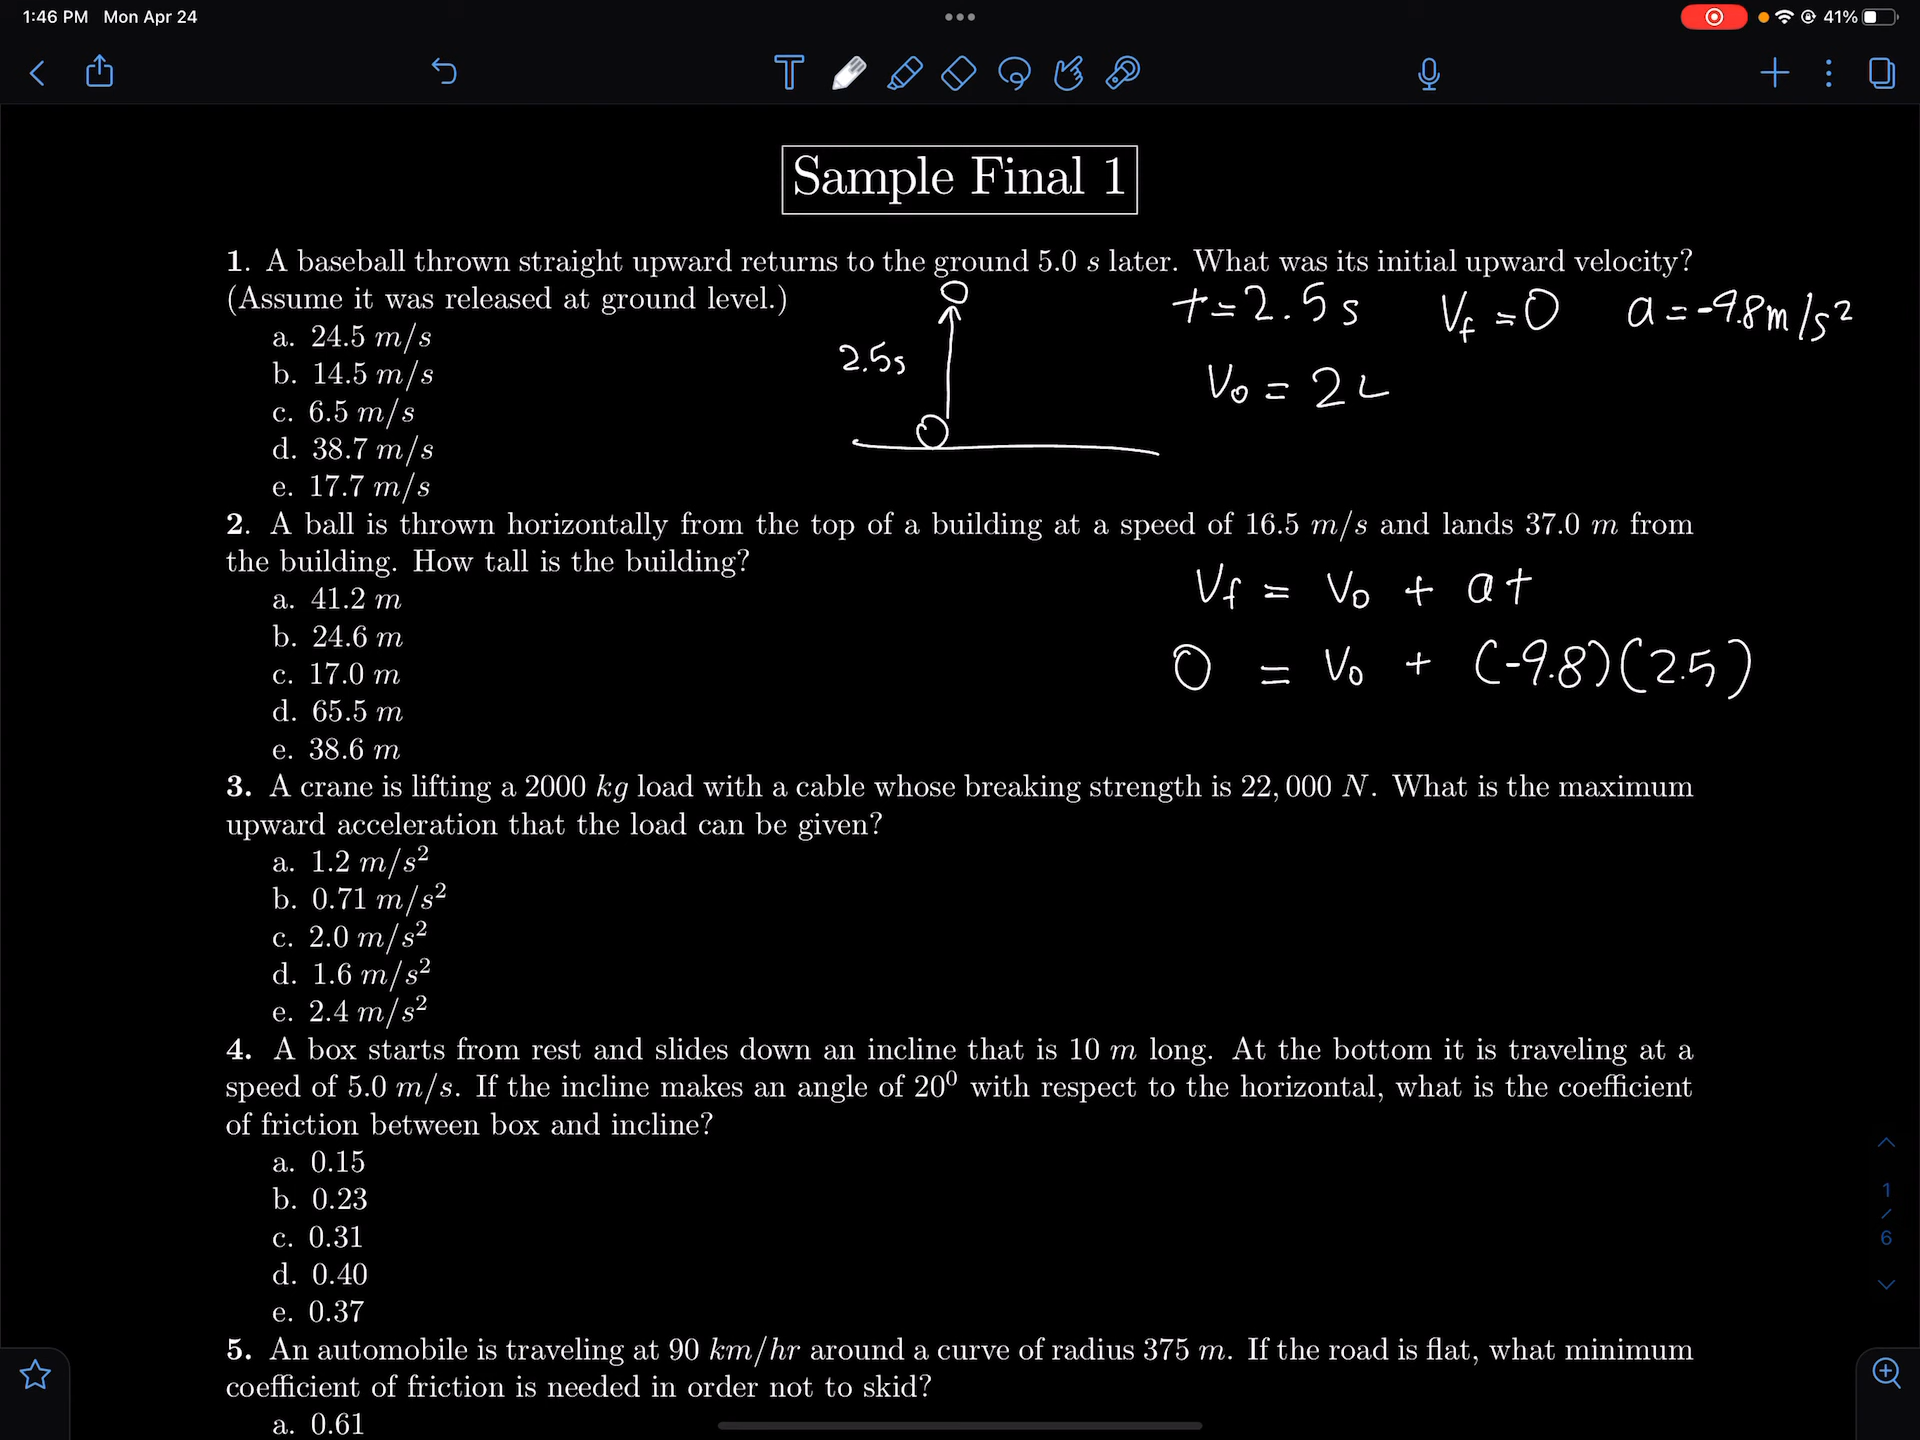 1:46 PM Mon Apr 24
41%
Sample Final 1
1. A baseball thrown straight upward returns to the ground 5.0 s later. What was its initial upward velocity?
(Assume it was released at ground level.)
t = 2.5 s Vf = 0 a = -9.8 m/s²
a. 24.5 m/s
2.5s
V₀ = 2
b. 14.5 m/s
c. 6.5 m/s
d. 38.7 m/s
e. 17.7 m/s
2. A ball is thrown horizontally from the top of a building at a speed of 16.5 m/s and lands 37.0 m from
the building. How tall is the building?
Vf = V₀ + at
0 = V₀ + (-9.8)(2.5)
a. 41.2 m
b. 24.6 m
c. 17.0 m
d. 65.5 m
e. 38.6 m
3. A crane is lifting a 2000 kg load with a cable whose breaking strength is 22,000 N. What is the maximum
upward acceleration that the load can be given?
a. 1.2 m/s²
b. 0.71 m/s²
c. 2.0 m/s²
d. 1.6 m/s²
e. 2.4 m/s²
4. A box starts from rest and slides down an incline that is 10 m long. At the bottom it is traveling at a
speed of 5.0 m/s. If the incline makes an angle of 20⁰ with respect to the horizontal, what is the coefficient
of friction between box and incline?
a. 0.15
b. 0.23
c. 0.31
d. 0.40
e. 0.37
1
/
6
5. An automobile is traveling at 90 km/hr around a curve of radius 375 m. If the road is flat, what minimum
coefficient of friction is needed in order not to skid?
a. 0.61